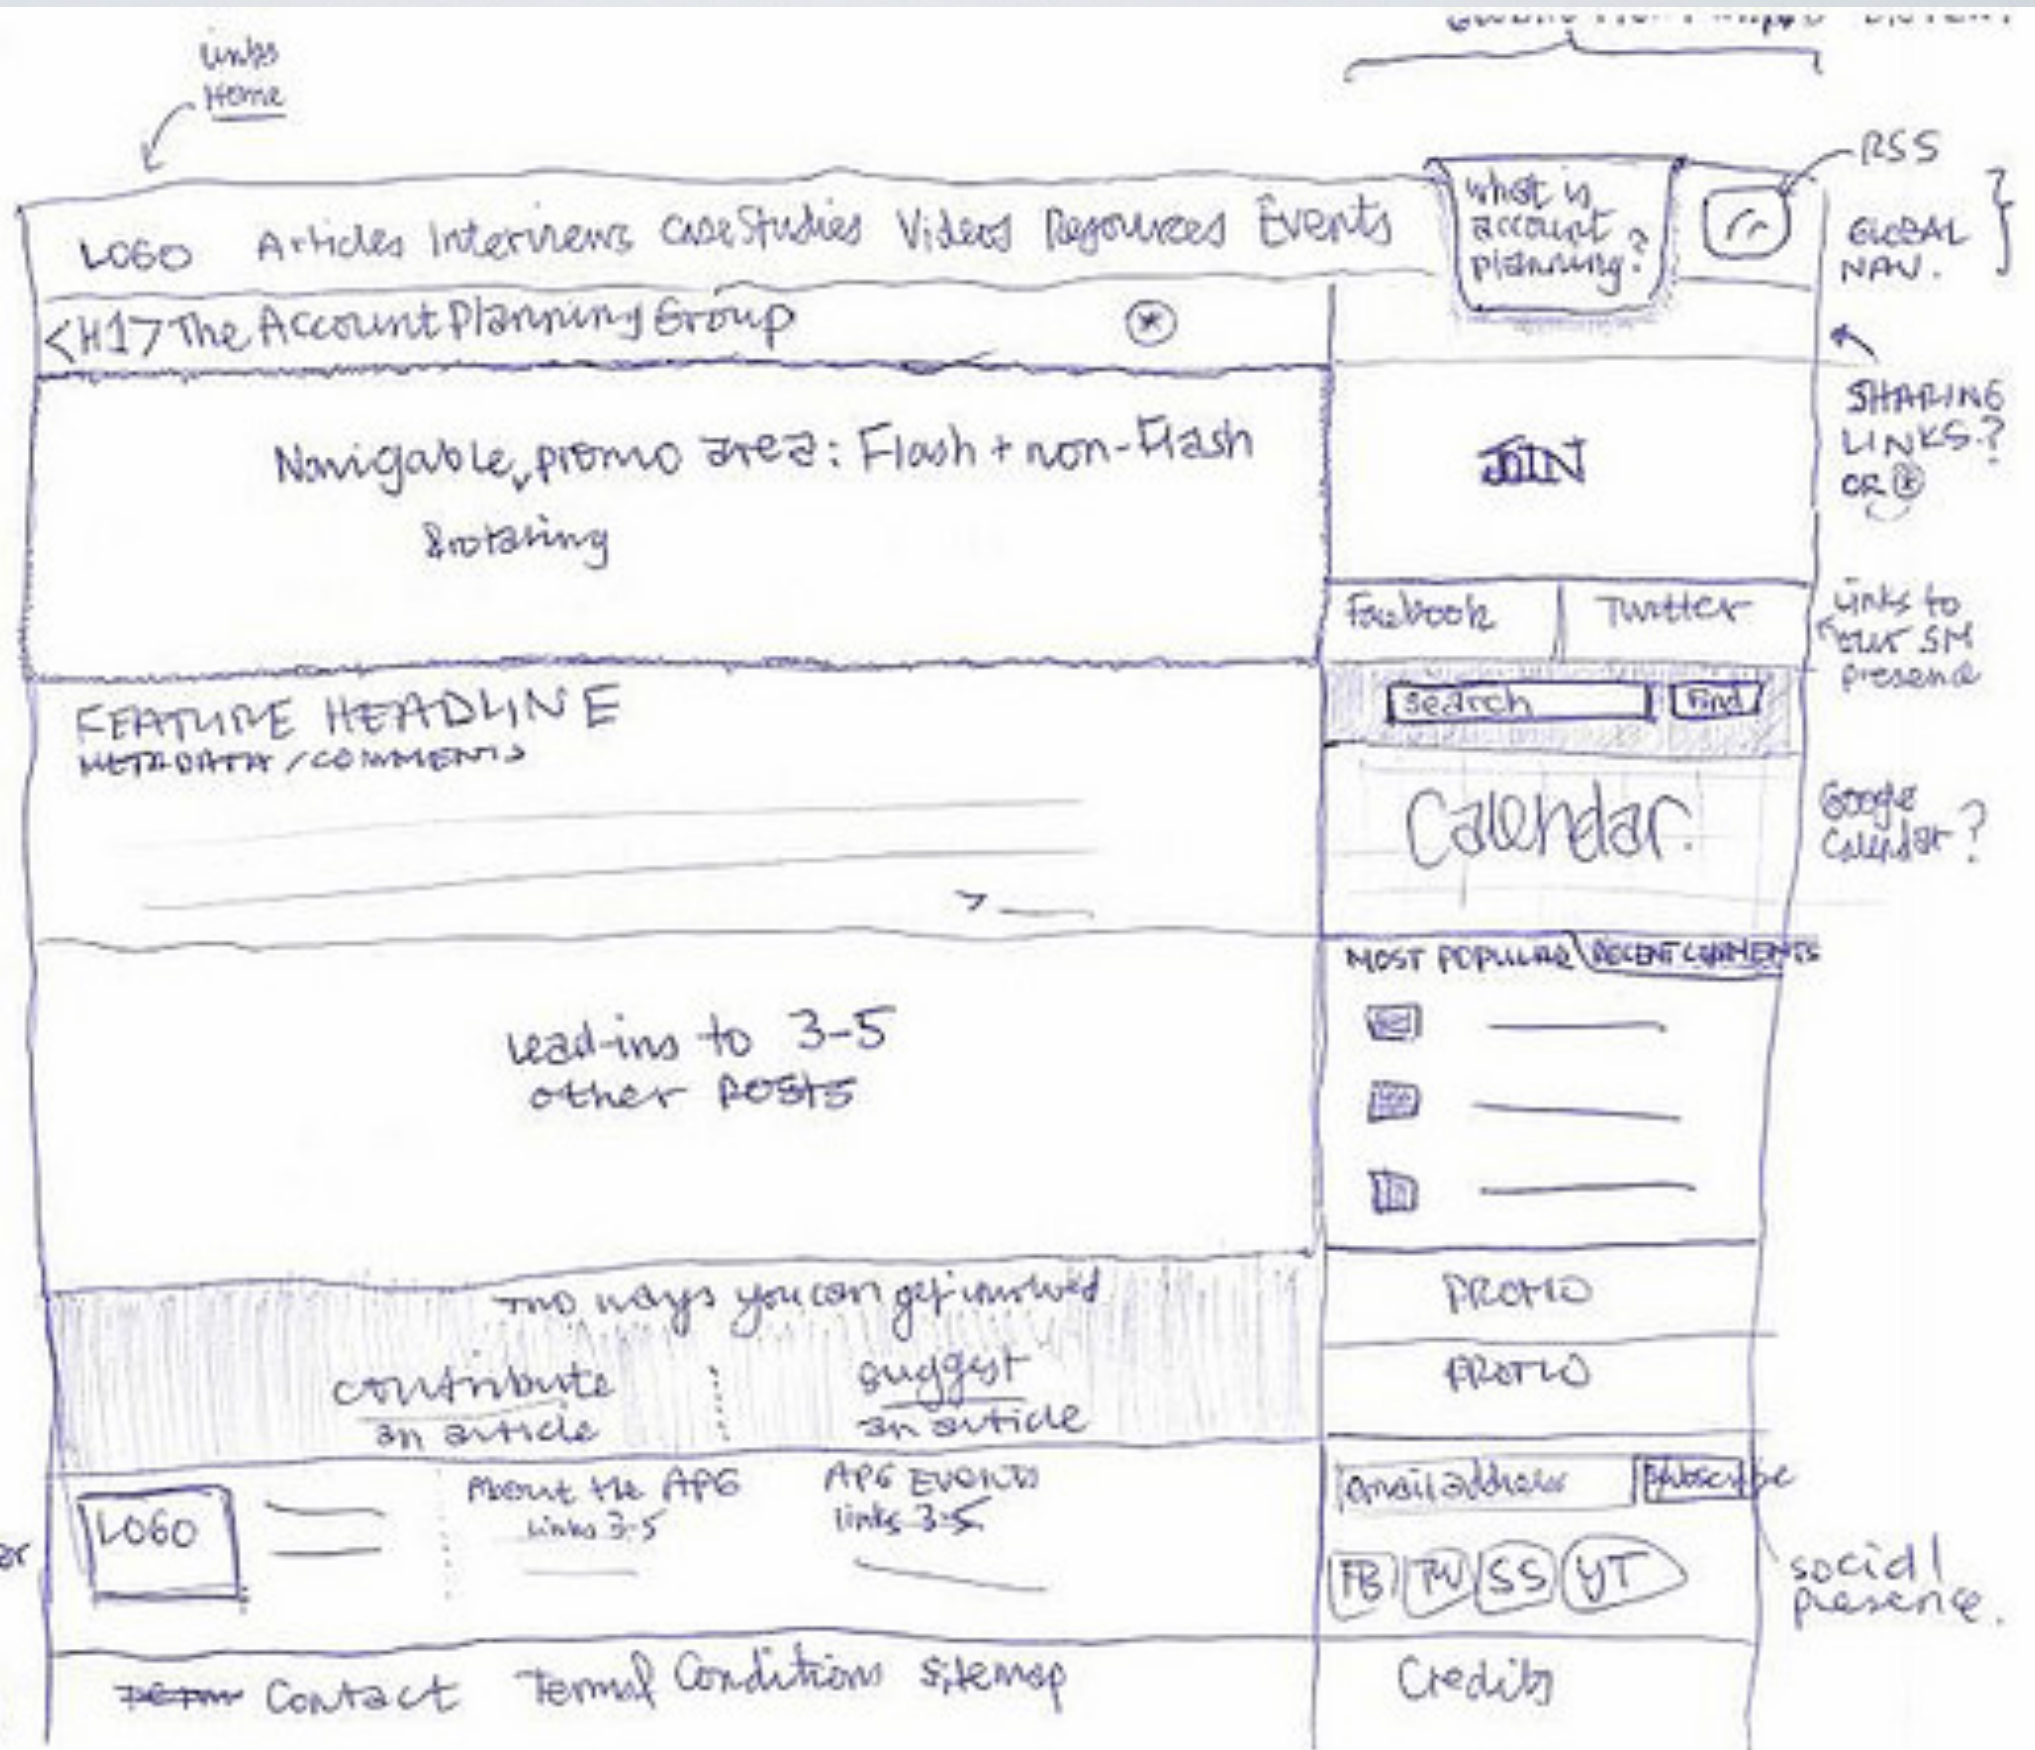 links
Home
RSS
LOGO Articles Interviews Case Studies Videos Resources Events
what is
account
planning?
GLOBAL
NAV.
<H1> The Account Planning Group
SHARING
LINKS?
OR
Navigable, promo area: Flash + non-Flash
& rotating
JOIN
Facebook
Twitter
Links to
our SM
presence
Search
Find
FEATURE HEADLINE
METADATA / COMMENTS
Calendar
Google
Calendar?
MOST POPULAR
RECENT COMMENTS
Lead-ins to 3-5
other posts
PROMO
PROMO
Two ways you can get involved
contribute
an article
suggest
an article
LOGO
About the APG
links 3-5
APG EVENTS
links 3-5
email address
Subscribe
FB TW SS YT
social
presence.
Contact
Conditions Sitemap
Credits